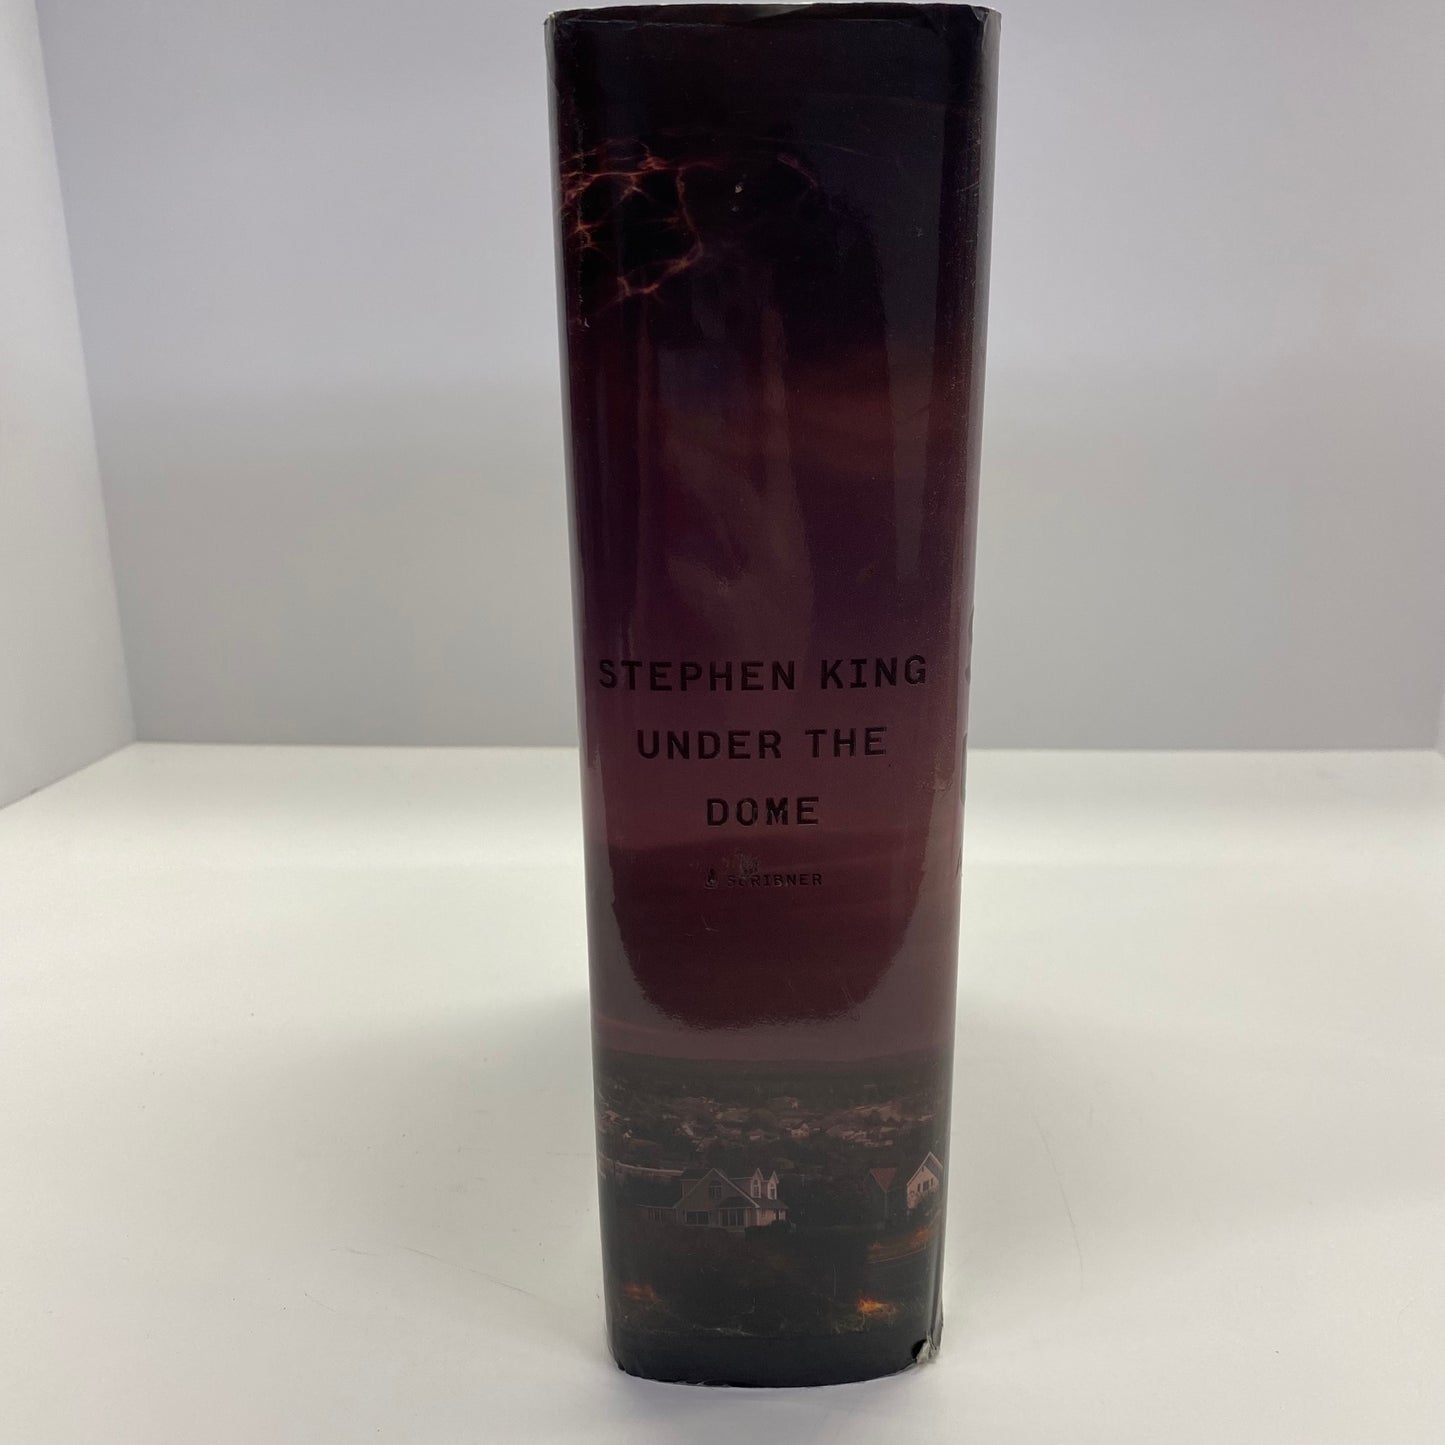 STEPHEN KING
UNDER THE
DOME
SCRIBNER